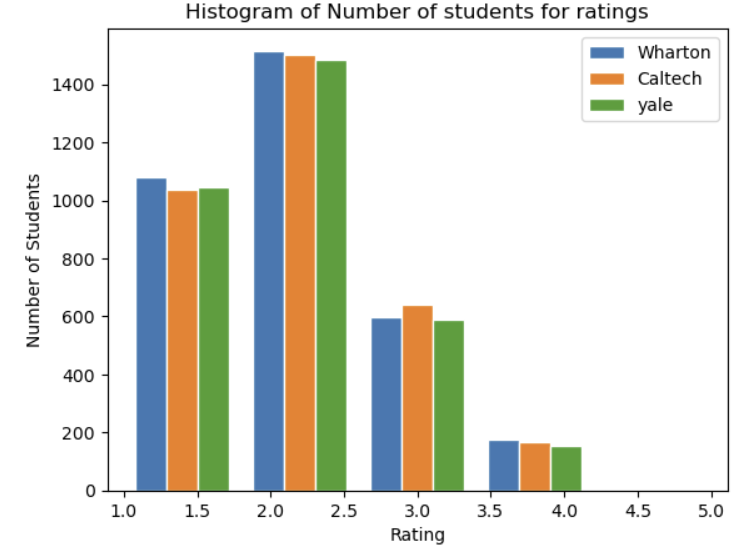 Histogram of Number of students for ratings
Wharton
Caltech
yale
Number of Students
1400
1200
1000
800
600
400
200
0
1.0 1.5 2.0 2.5 3.0 3.5 4.0 4.5 5.0
Rating